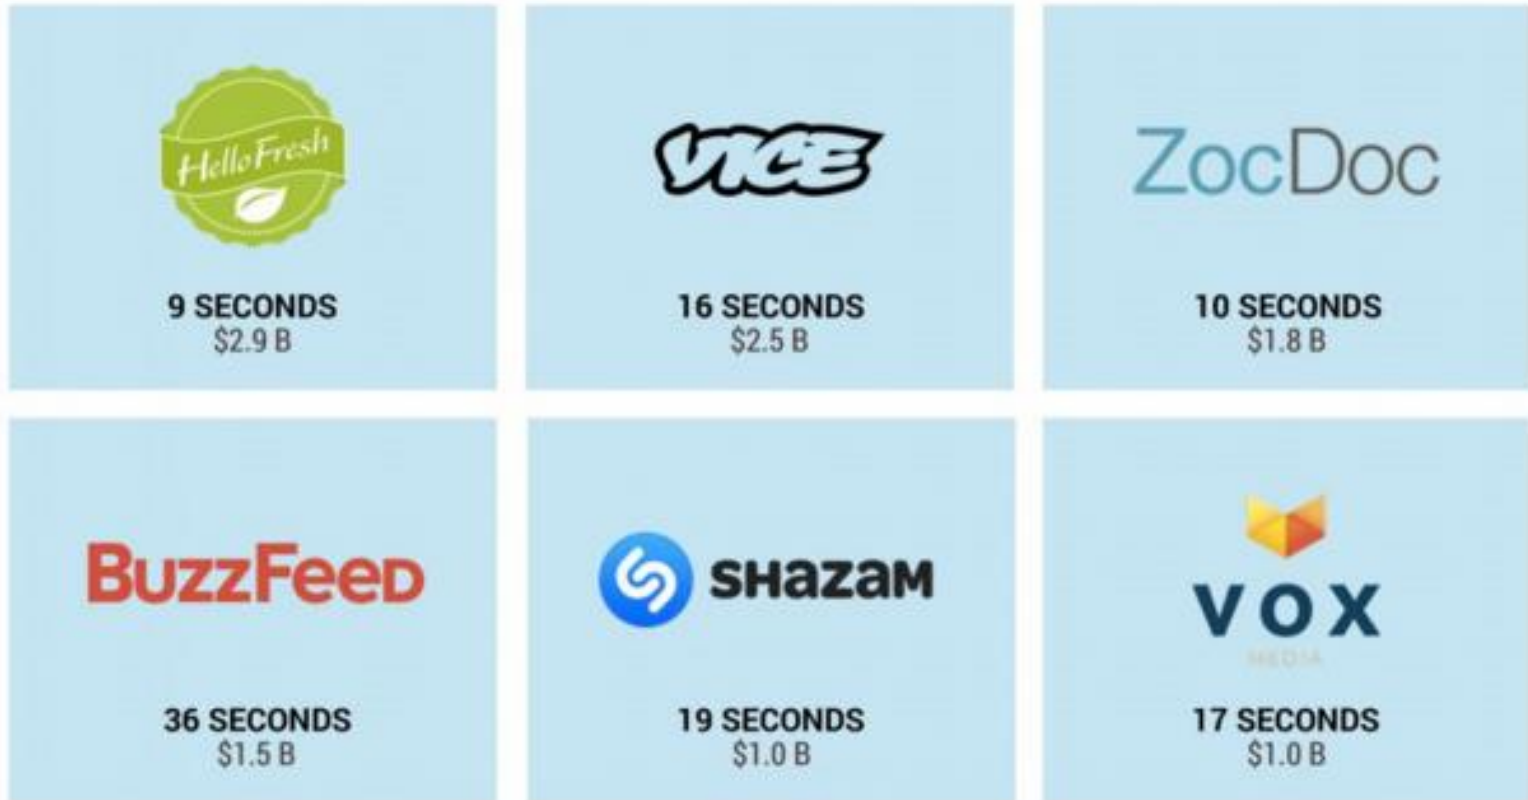 HelloFresh
9 SECONDS
$2.9 B
VICE
16 SECONDS
$2.5 B
ZocDoc
10 SECONDS
$1.8 B
BuzzFeed
36 SECONDS
$1.5 B
SHAZAM
19 SECONDS
$1.0 B
VOX
MEDIA
17 SECONDS
$1.0 B